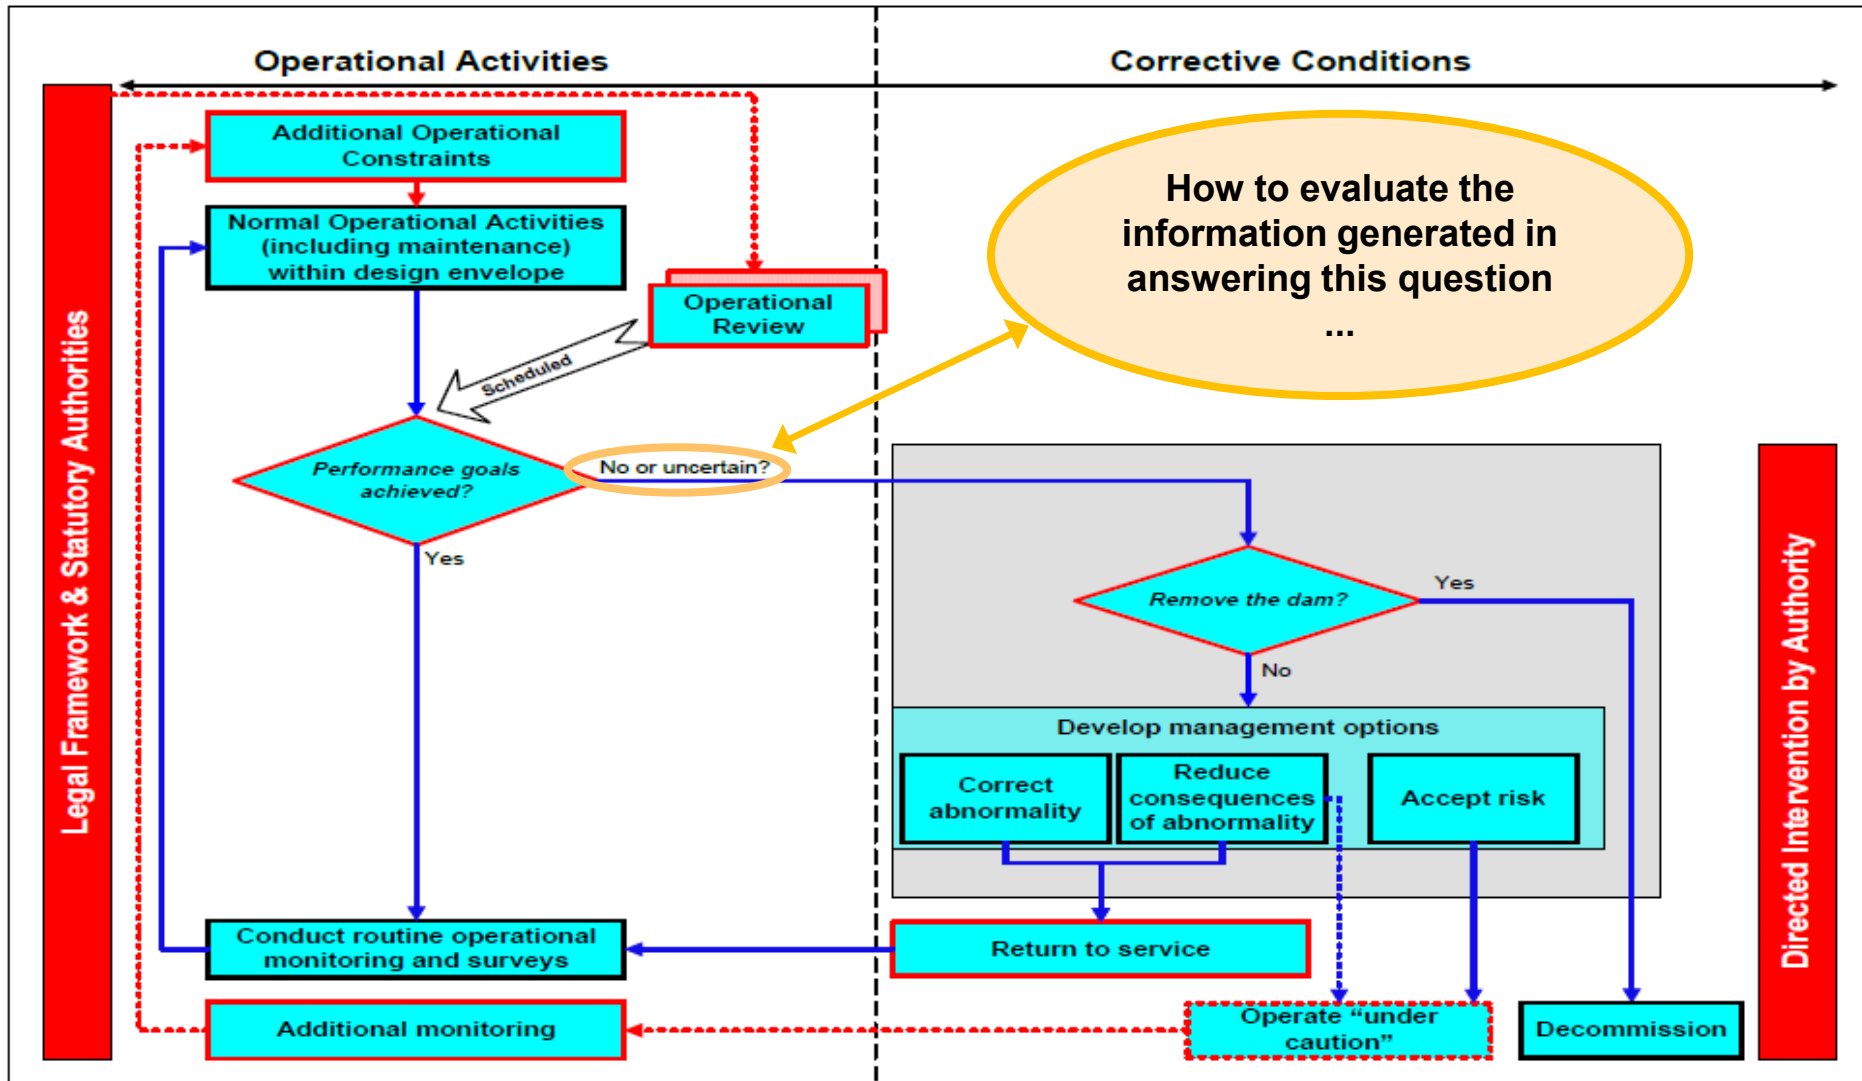 Operational Activities
Corrective Conditions
Legal Framework & Statutory Authorities
Additional Operational
Constraints
Normal Operational Activities
(including maintenance)
within design envelope
Operational
Review
Scheduled
How to evaluate the
information generated in
answering this question
...
Performance goals
achieved?
No or uncertain?
Yes
Remove the dam?
Yes
No
Develop management options
Correct
abnormality
Reduce
consequences
of abnormality
Accept risk
Conduct routine operational
monitoring and surveys
Return to service
Additional monitoring
Operate “under
caution”
Decommission
Directed Intervention by Authority